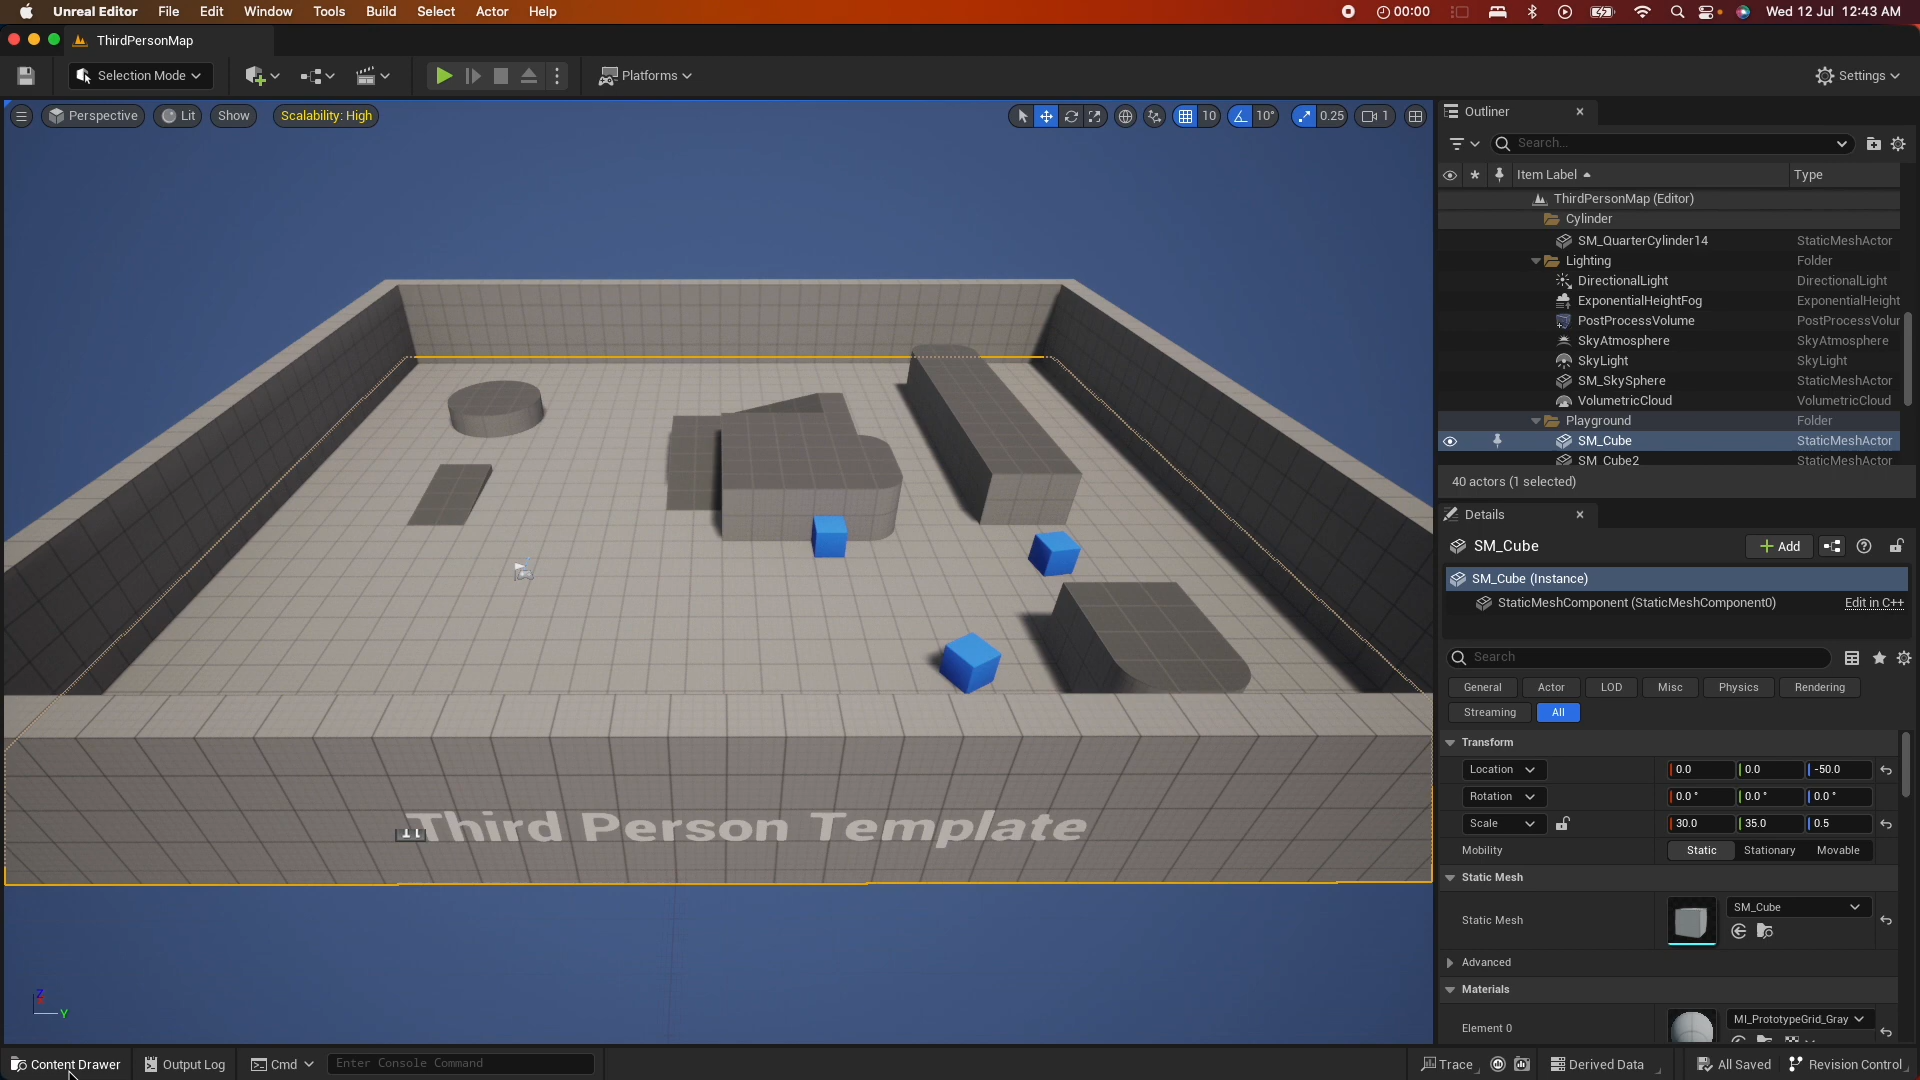 Unreal Editor File Edit Window Tools Build Select Actor Help 00:00 Wed 12 Jul 12:43 AM
ThirdPersonMap
Selection Mode Platforms Settings
Perspective Lit Show Scalability: High 10 10° 0.25 1
Outliner
Search...
Item Label Type
ThirdPersonMap (Editor)
Cylinder
SM_QuarterCylinder14 StaticMeshActor
Lighting Folder
DirectionalLight DirectionalLight
ExponentialHeightFog ExponentialHeight
PostProcessVolume PostProcessVolur
SkyAtmosphere SkyAtmosphere
SkyLight SkyLight
SM_SkySphere StaticMeshActor
VolumetricCloud VolumetricCloud
Playground Folder
SM_Cube StaticMeshActor
SM_Cube2 StaticMeshActor
40 actors (1 selected)
Details
SM_Cube Add
SM_Cube (Instance)
StaticMeshComponent (StaticMeshComponent0) Edit in C++
Search
General Actor LOD Misc Physics Rendering
Streaming All
Transform
Location 0.0 0.0 -50.0
Rotation 0.0 ° 0.0 ° 0.0 °
Scale 30.0 35.0 0.5
Mobility Static Stationary Movable
Static Mesh
Static Mesh SM_Cube
Advanced
Materials
Element 0 MI_PrototypeGrid_Gray
Third Person Template
Z
Y
Content Drawer Output Log Cmd Enter Console Command Trace Derived Data All Saved Revision Control